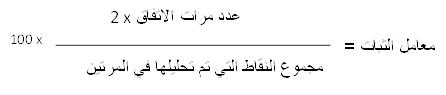 عدد مرات الاتفاق x 2
معامل الثبات = x 100
مجموع النقاط التي تم تحليلها في المرتين